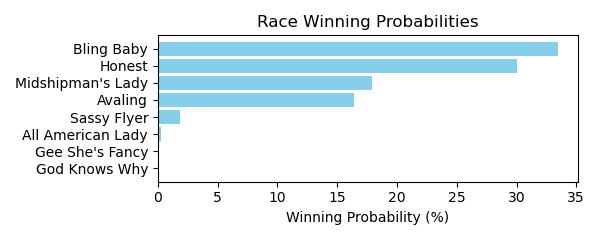 Race Winning Probabilities
Bling Baby
Honest
Midshipman's Lady
Avaling
Sassy Flyer
All American Lady
Gee She's Fancy
God Knows Why
0 5 10 15 20 25 30 35
Winning Probability (%)